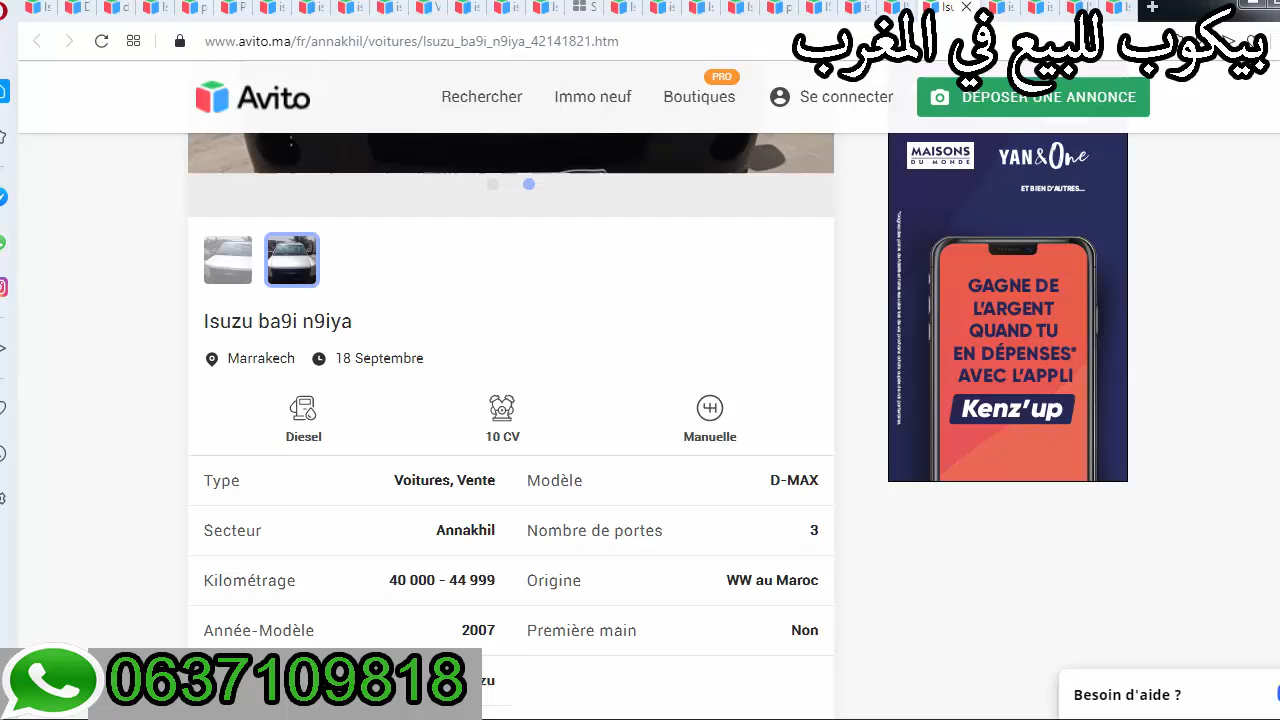 www.avito.ma/fr/annakhil/voitures/Isuzu_ba9i_n9iya_42141821.htm
بيكوب للبيع في المغرب
Avito
Rechercher
Immo neuf
PRO
Boutiques
Se connecter
DÉPOSER UNE ANNONCE
MAISONS
DU MONDE
YAN&One
ET BIEN D'AUTRES...
GAGNE DE
L'ARGENT
QUAND TU
EN DÉPENSES*
AVEC L'APPLI
Kenz'up
Isuzu ba9i n9iya
Marrakech 18 Septembre
Diesel 10 CV Manuelle
Type Voitures, Vente Modèle D-MAX
Secteur Annakhil Nombre de portes 3
Kilométrage 40 000 - 44 999 Origine WW au Maroc
Année-Modèle 2007 Première main Non
zu
0637109818
Besoin d'aide ?